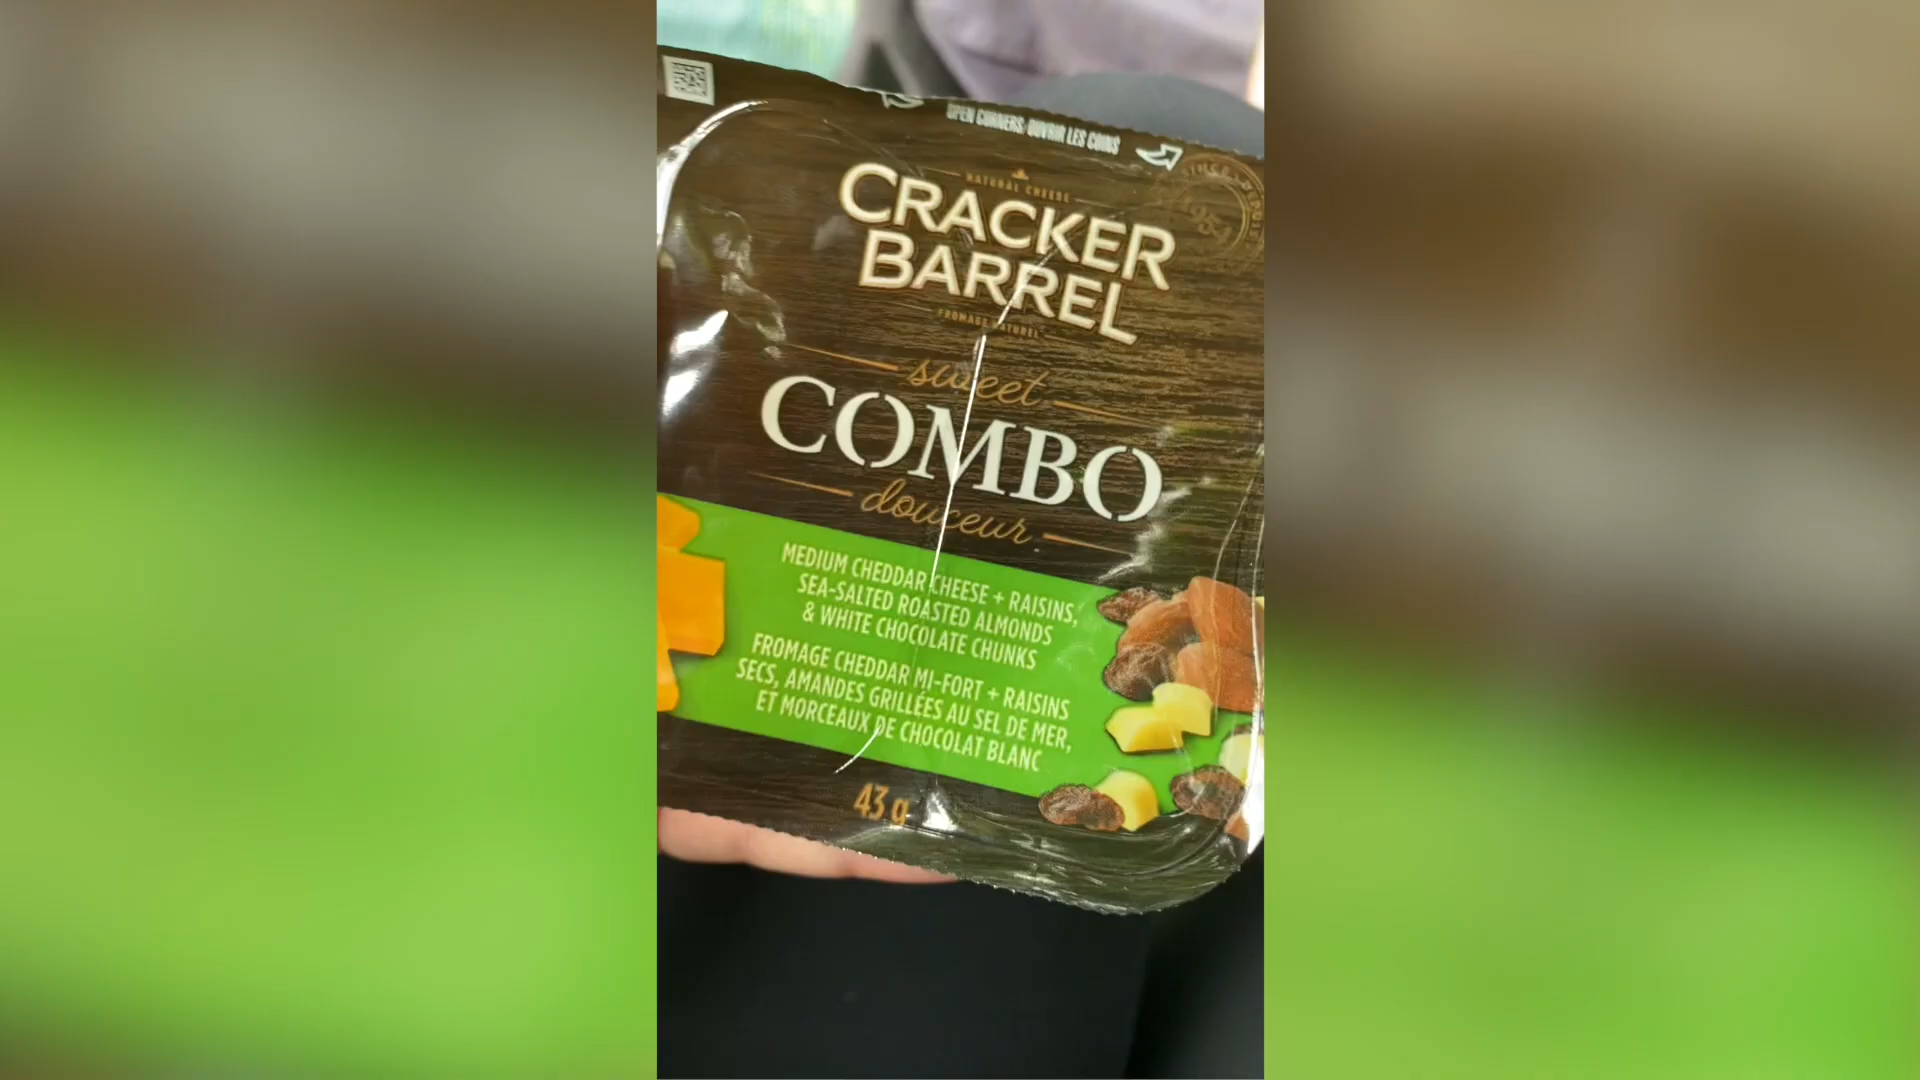 OPEN CORNERS/OUVRIR LES COINS
NATURAL CHEESE
CRACKER
BARREL
FROMAGE NATUREL
sweet
COMBO
douceur
MEDIUM CHEDDAR CHEESE + RAISINS,
SEA-SALTED ROASTED ALMONDS
& WHITE CHOCOLATE CHUNKS
FROMAGE CHEDDAR MI-FORT + RAISINS
SECS, AMANDES GRILLÉES AU SEL DE MER,
ET MORCEAUX DE CHOCOLAT BLANC
43 g